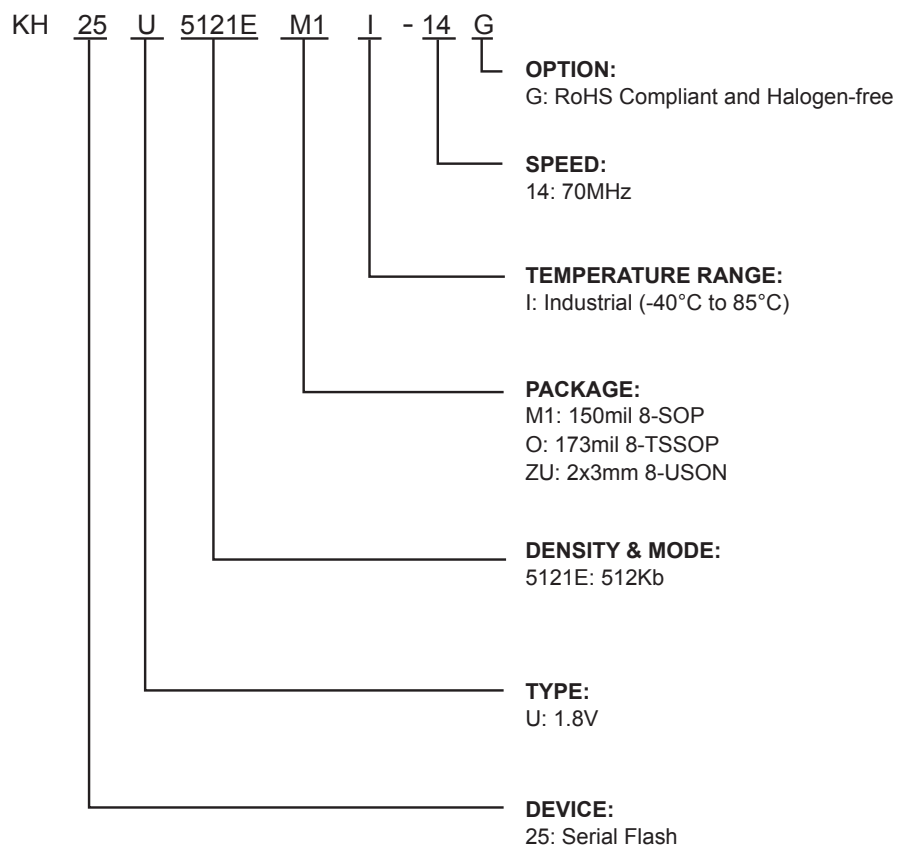 KH 25 U 5121E M1 I - 14 G
OPTION:
G: RoHS Compliant and Halogen-free
SPEED:
14: 70MHz
TEMPERATURE RANGE:
I: Industrial (-40°C to 85°C)
PACKAGE:
M1: 150mil 8-SOP
O: 173mil 8-TSSOP
ZU: 2x3mm 8-USON
DENSITY & MODE:
5121E: 512Kb
TYPE:
U: 1.8V
DEVICE:
25: Serial Flash